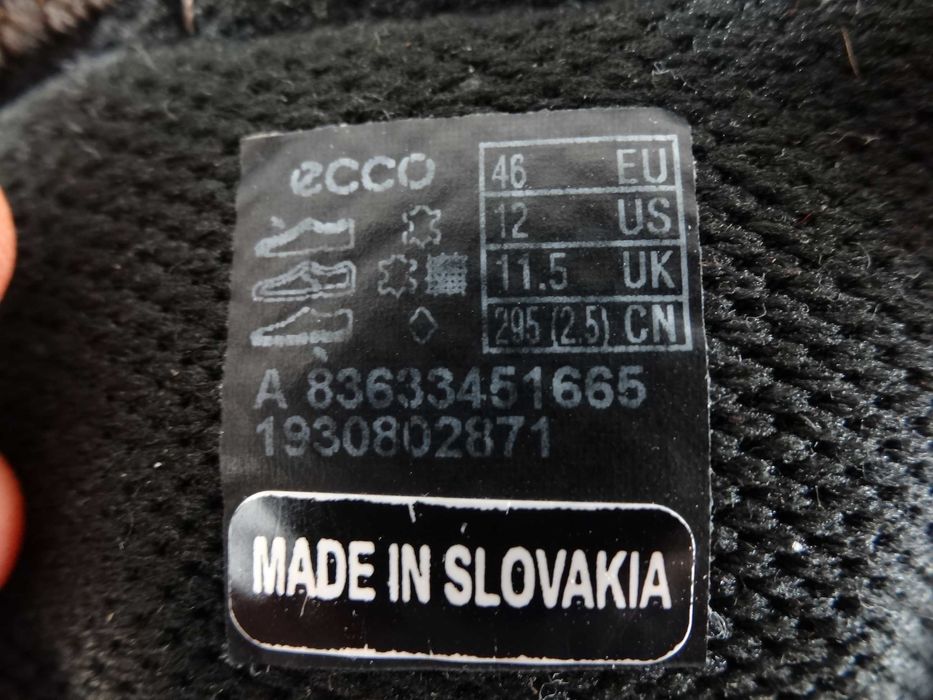 ecco
46 EU
12 US
11.5 UK
295 (2.5) CN
A 83633451665
1930802871
MADE IN SLOVAKIA